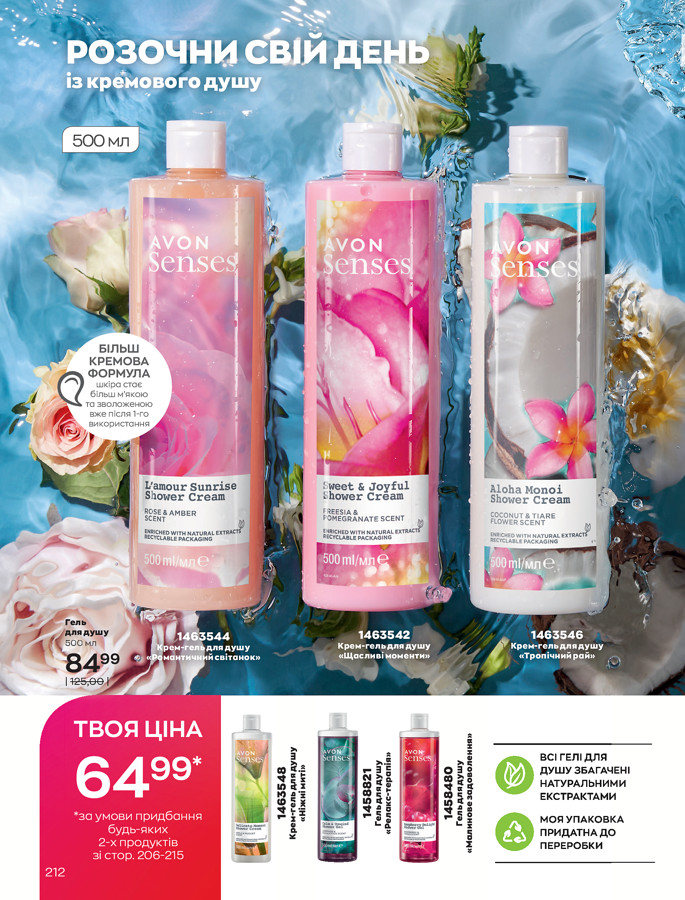 РОЗОЧНИ СВІЙ ДЕНЬ
із кремового душу
500 мл
AVON
Senses
L'amour Sunrise
Shower Cream
ROSE & AMBER
SCENT
ENRICHED WITH NATURAL EXTRACTS
RECYCLABLE PACKAGING
500 ml/мл e
AVON
Senses
Sweet & Joyful
Shower Cream
FREESIA &
POMEGRANATE SCENT
ENRICHED WITH NATURAL EXTRACTS
RECYCLABLE PACKAGING
500 ml/мл e
AVON
Senses
Aloha Monoi
Shower Cream
COCONUT & TIARE
FLOWER SCENT
ENRICHED WITH NATURAL EXTRACTS
RECYCLABLE PACKAGING
500 ml/мл e
БІЛЬШ
КРЕМОВА
ФОРМУЛА
шкіра стає
більш м'якою
та зволоженою
вже після 1-го
використання
Гель
для душу
500 мл
84,99
| 125,00 |
1463544
Крем-гель для душу
«Романтичний світанок»
1463542
Крем-гель для душу
«Щасливі моменти»
1463546
Крем-гель для душу
«Тропічний рай»
ТВОЯ ЦІНА
64,99*
*за умови придбання
будь-яких
2-х продуктів
зі стор. 206-215
212
AVON
Senses
1463548
Крем-гель для душу
«Ніжні миті»
AVON
Senses
1458821
Гель для душу
«Релакс-терапія»
AVON
Senses
1458480
Гель для душу
«Малинове задоволення»
ВСІ ГЕЛІ ДЛЯ
ДУШУ ЗБАГАЧЕНІ
НАТУРАЛЬНИМИ
ЕКСТРАКТАМИ
МОЯ УПАКОВКА
ПРИДАТНА ДО
ПЕРЕРОБКИ